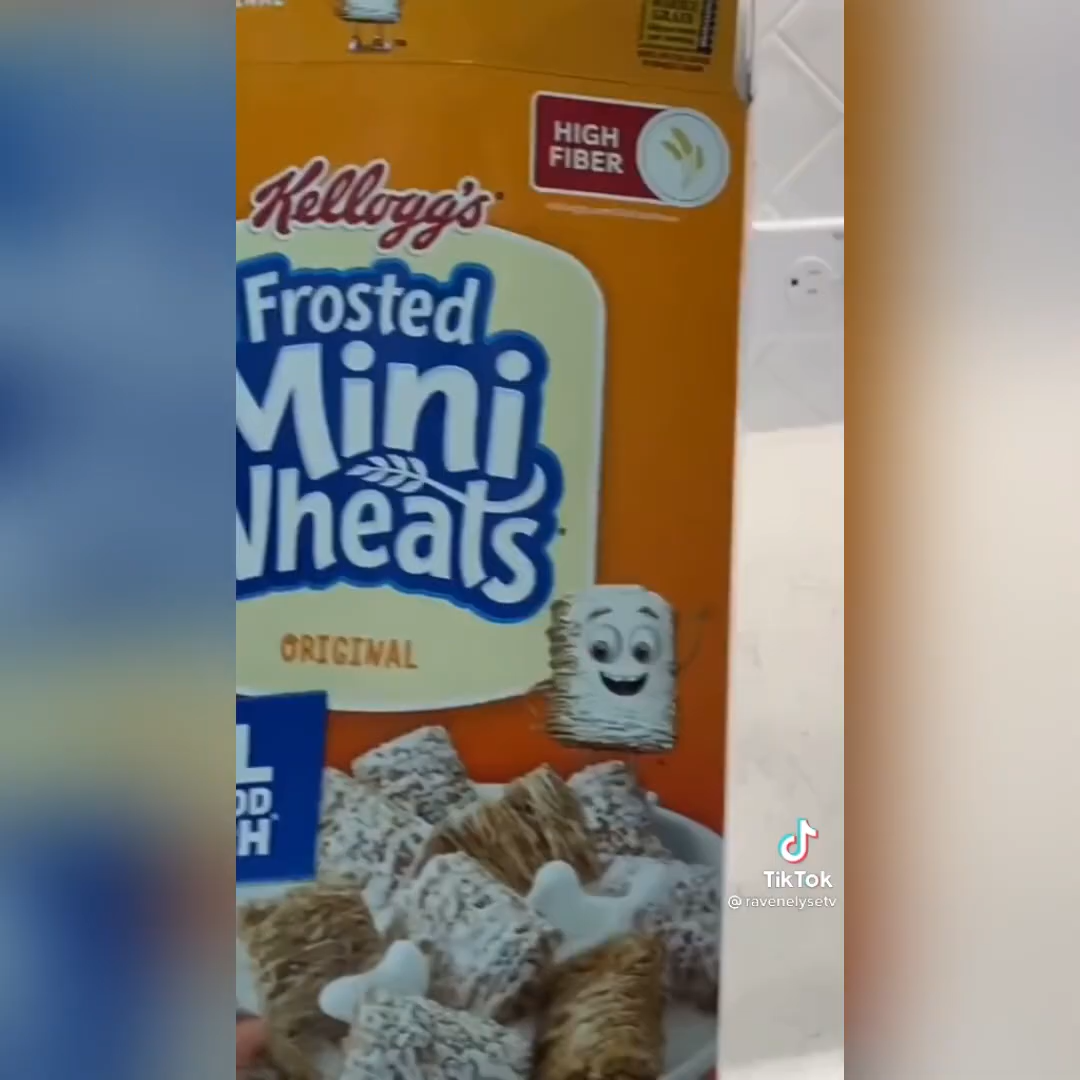 HIGH
FIBER
Kellogg's
Frosted
Mini
Wheats
ORIGINAL
TikTok
@ravenelysetv